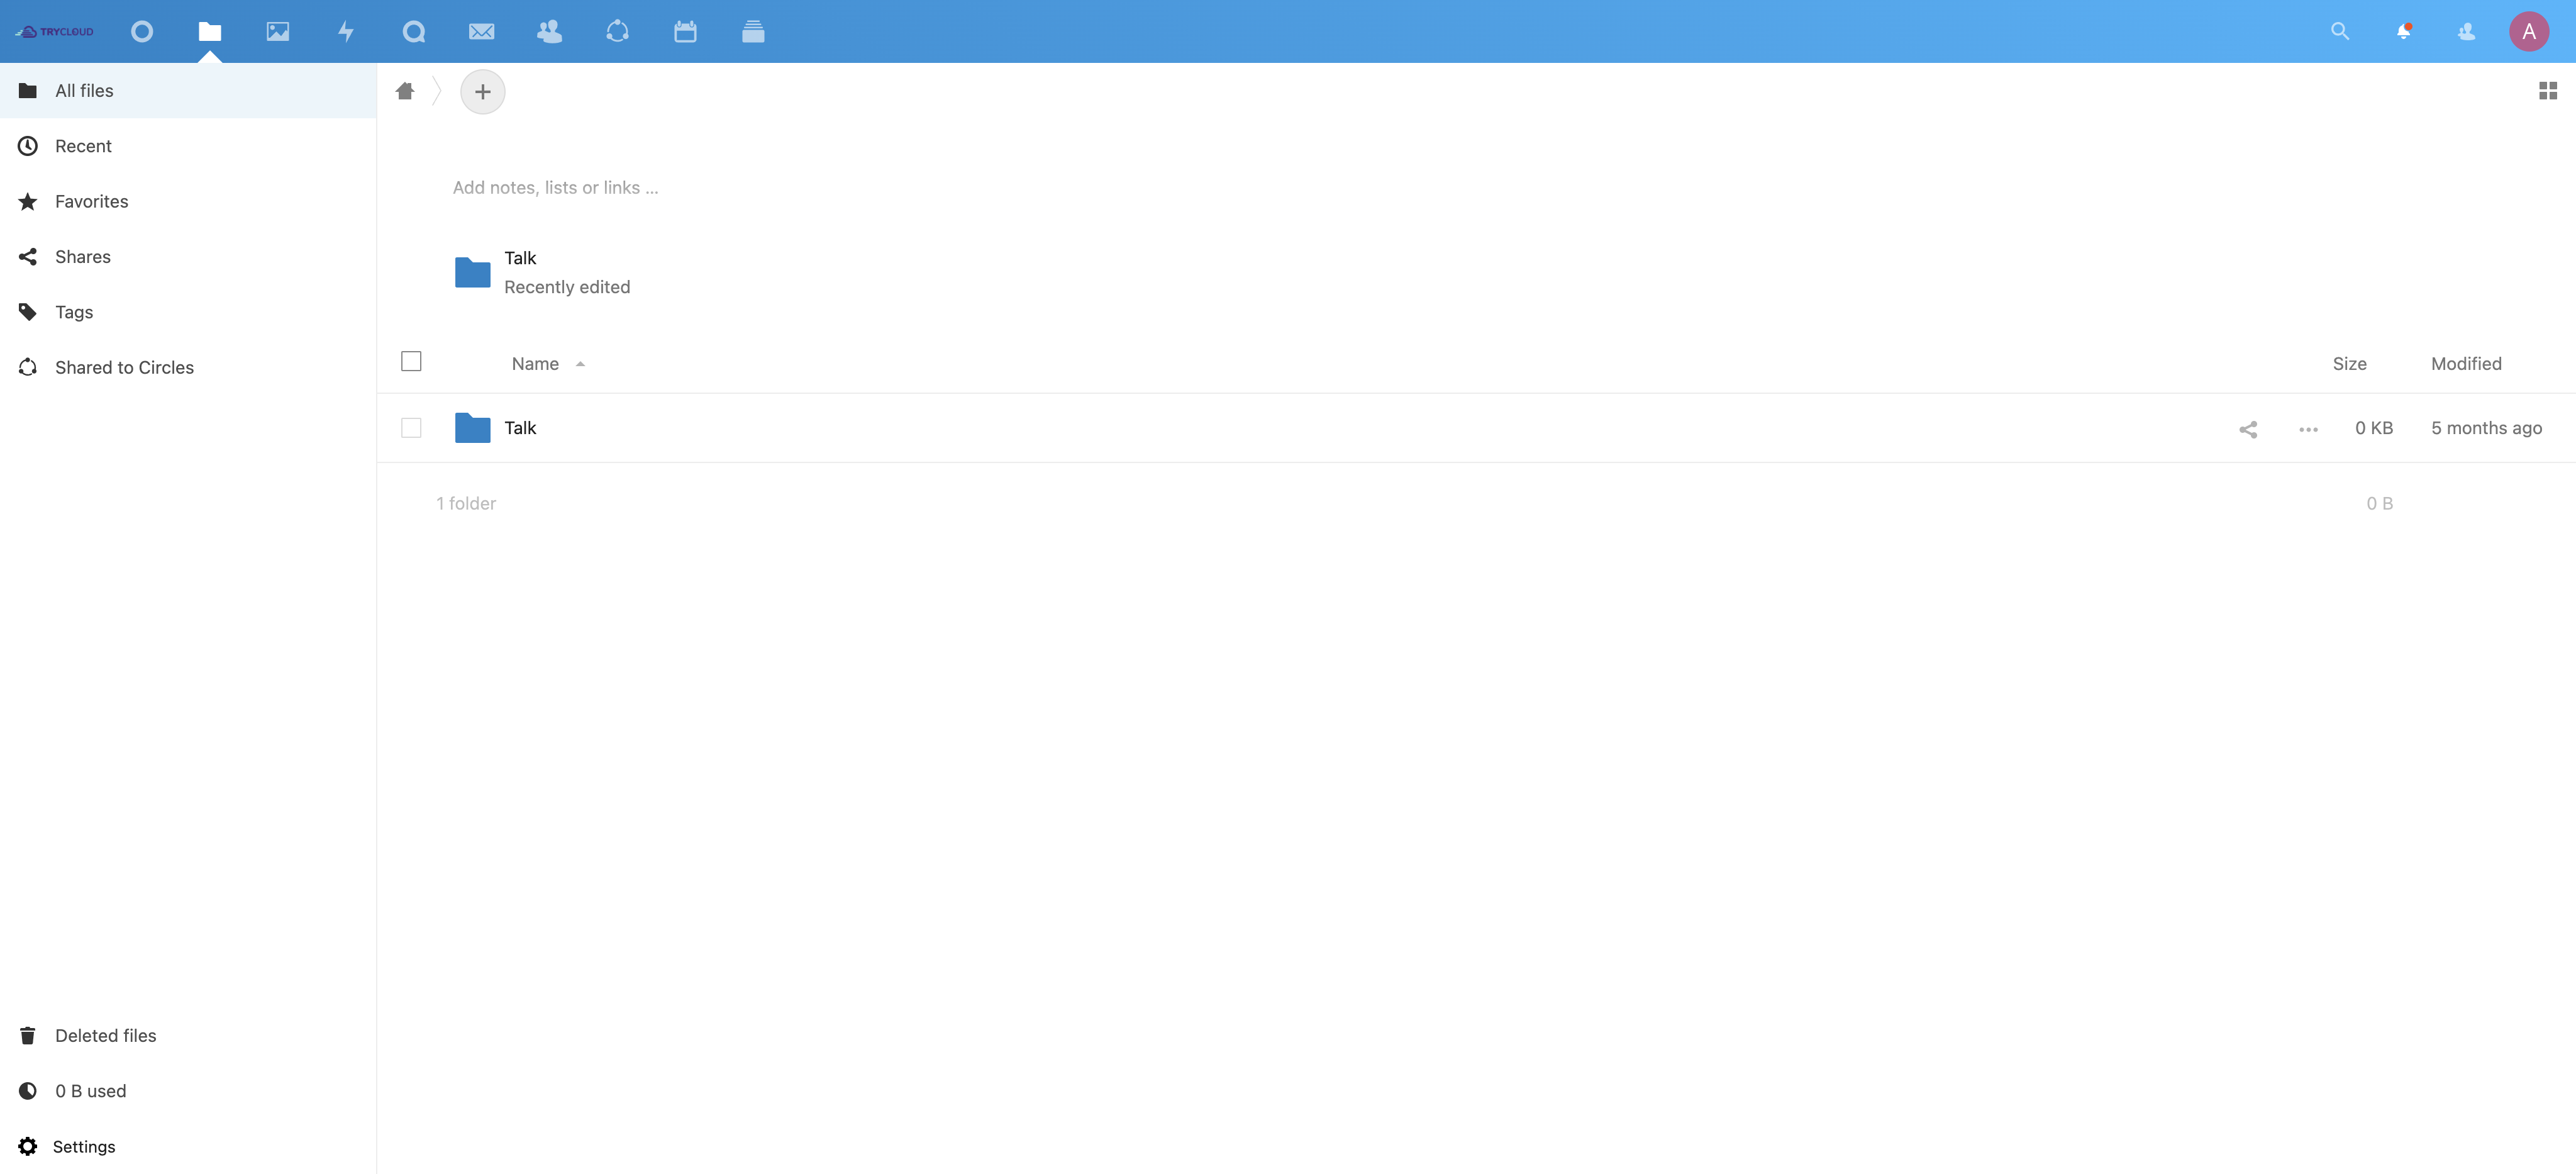 TRYCLOUD
A
All files
Recent
Favorites
Shares
Tags
Shared to Circles
Add notes, lists or links ...
Talk
Recently edited
Name Size Modified
Talk 0 KB 5 months ago
1 folder 0 B
Deleted files
0 B used
Settings